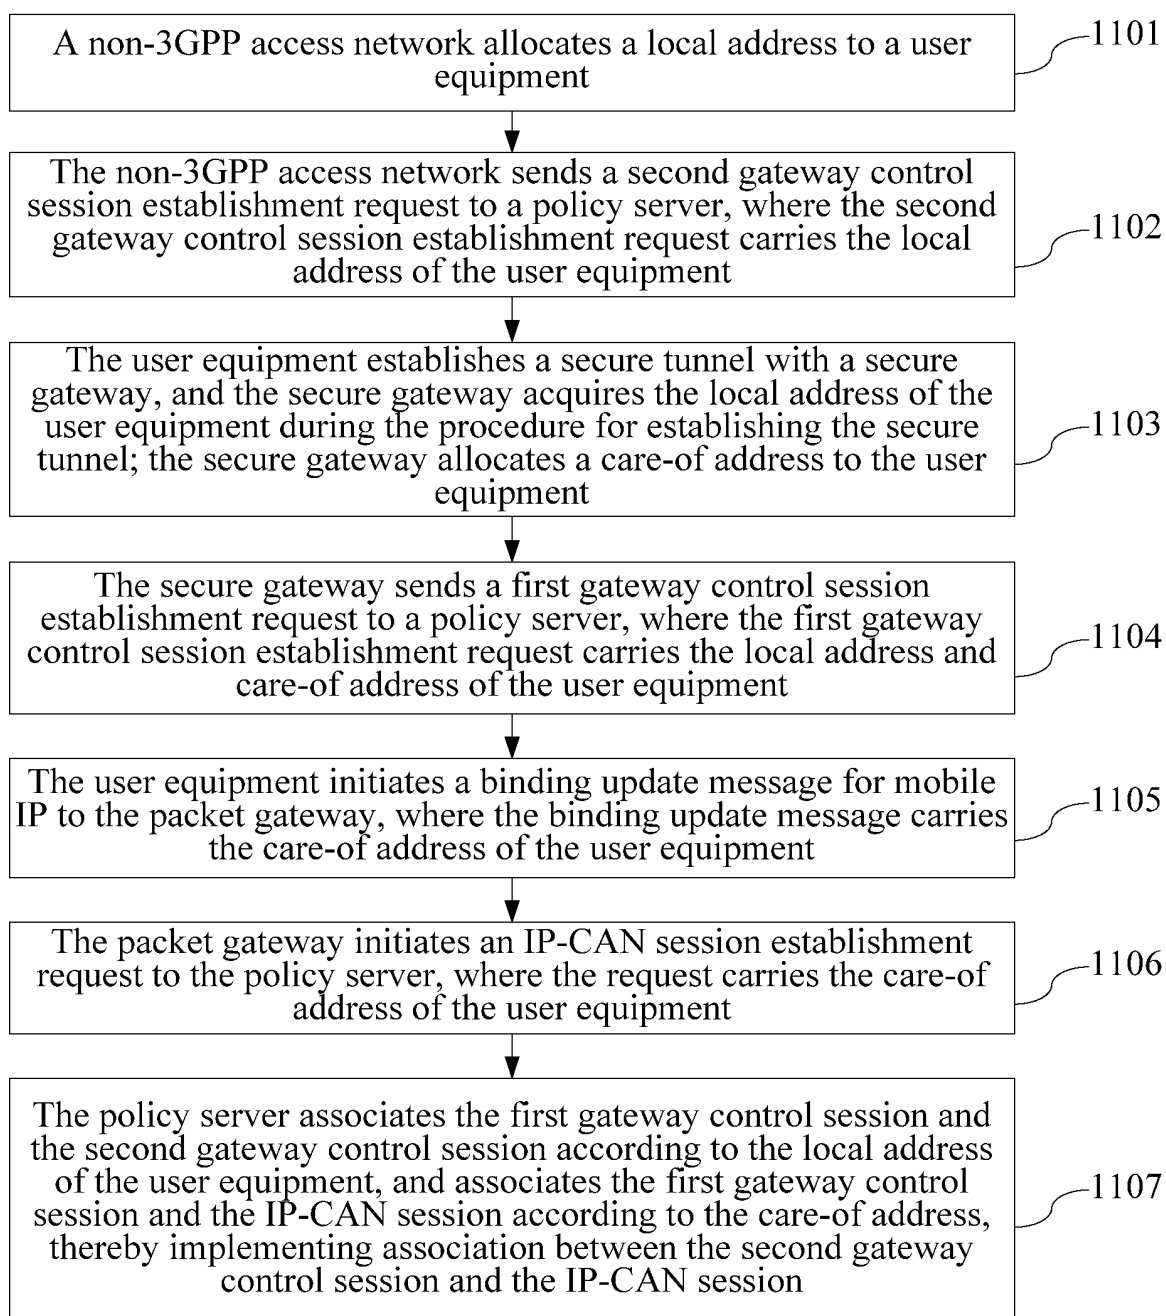 A non-3GPP access network allocates a local address to a user
equipment
1101
The non-3GPP access network sends a second gateway control
session establishment request to a policy server, where the second
gateway control session establishment request carries the local
address of the user equipment
1102
The user equipment establishes a secure tunnel with a secure
gateway, and the secure gateway acquires the local address of the
user equipment during the procedure for establishing the secure
tunnel; the secure gateway allocates a care-of address to the user
equipment
1103
The secure gateway sends a first gateway control session
establishment request to a policy server, where the first gateway
control session establishment request carries the local address and
care-of address of the user equipment
1104
The user equipment initiates a binding update message for mobile
IP to the packet gateway, where the binding update message carries
the care-of address of the user equipment
1105
The packet gateway initiates an IP-CAN session establishment
request to the policy server, where the request carries the care-of
address of the user equipment
1106
The policy server associates the first gateway control session and
the second gateway control session according to the local address
of the user equipment, and associates the first gateway control
session and the IP-CAN session according to the care-of address,
thereby implementing association between the second gateway
control session and the IP-CAN session
1107